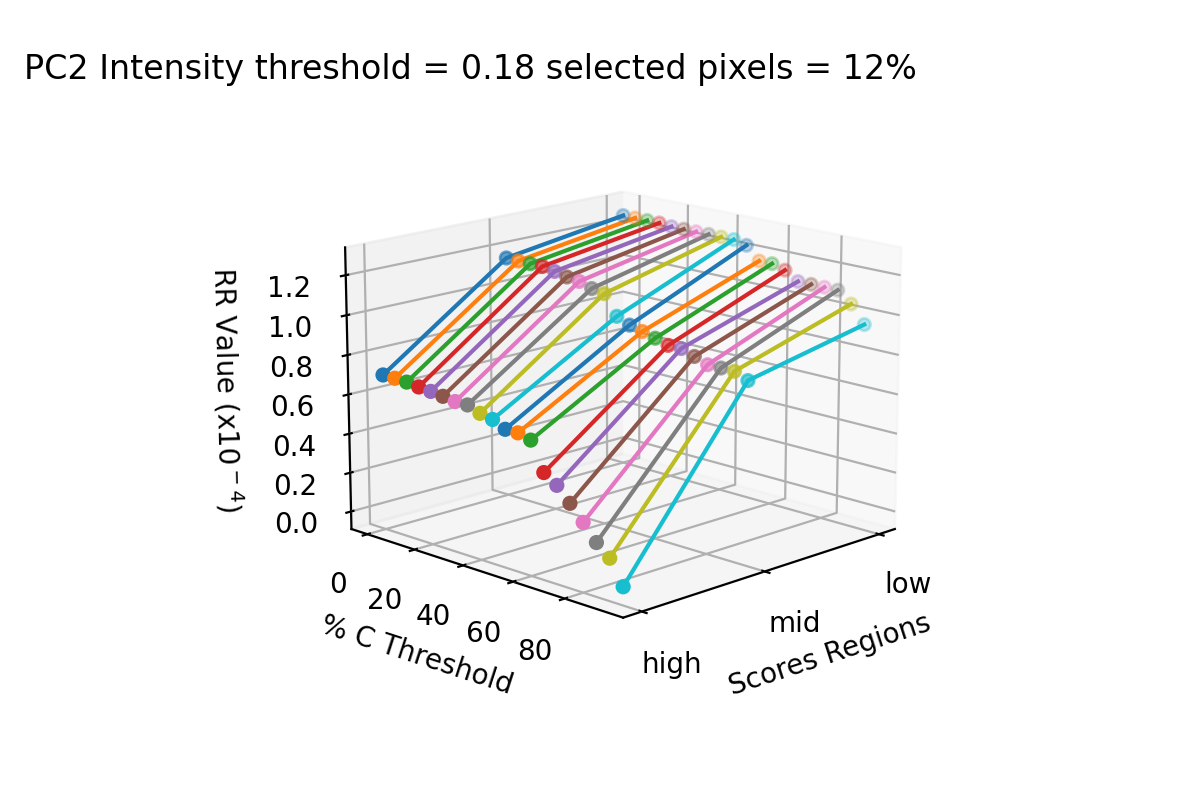 PC2 Intensity threshold = 0.18 selected pixels = 12%
RR Value (x10⁻⁴)
1.2
1.0
0.8
0.6
0.4
0.2
0.0
0
20
40
60
80
% C Threshold
high
mid
low
Scores Regions